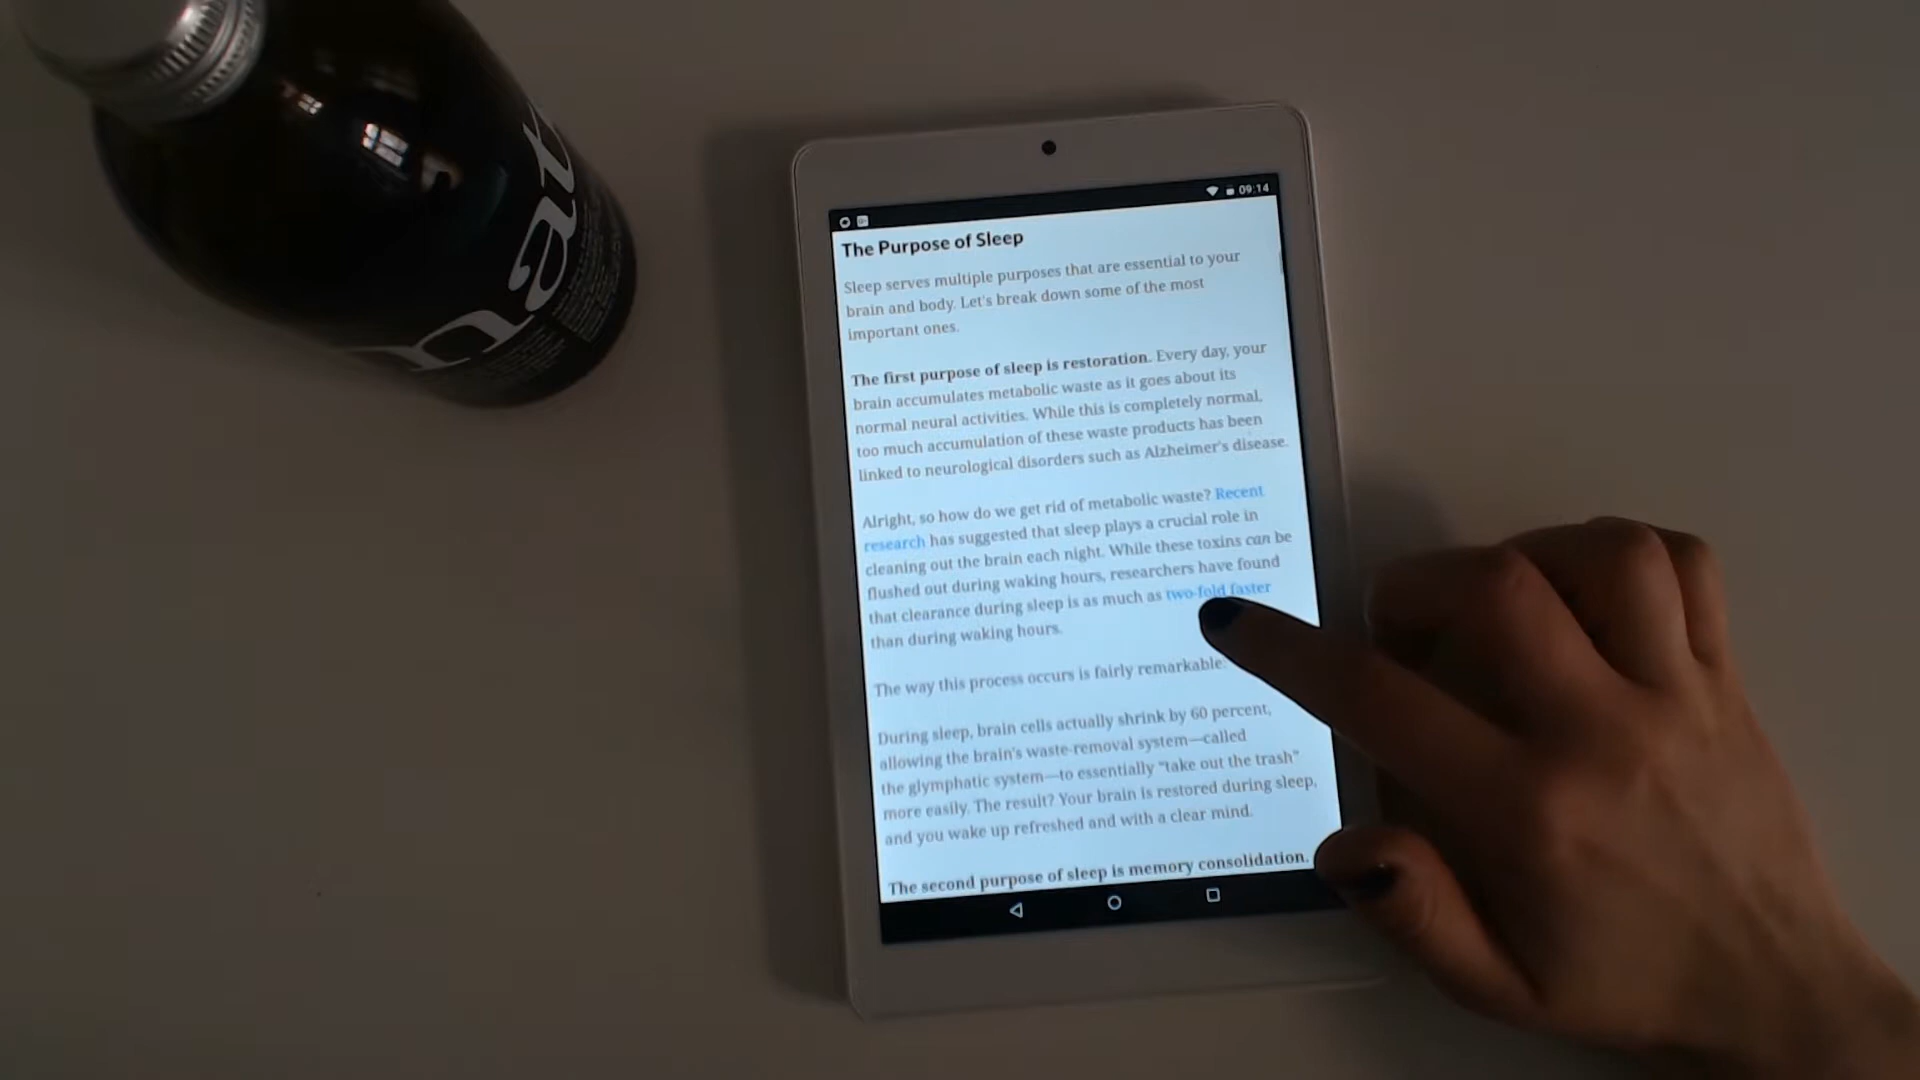 hat
09:14
The Purpose of Sleep
Sleep serves multiple purposes that are essential to your
brain and body. Let's break down some of the most
important ones.
The first purpose of sleep is restoration. Every day, your
brain accumulates metabolic waste as it goes about its
normal neural activities. While this is completely normal,
too much accumulation of these waste products has been
linked to neurological disorders such as Alzheimer's disease.
Alright, so how do we get rid of metabolic waste? Recent
research has suggested that sleep plays a crucial role in
cleaning out the brain each night. While these toxins can be
flushed out during waking hours, researchers have found
that clearance during sleep is as much as two-fold faster
than during waking hours.
The way this process occurs is fairly remarkable:
During sleep, brain cells actually shrink by 60 percent,
allowing the brain's waste-removal system—called
the glymphatic system—to essentially "take out the trash"
more easily. The result? Your brain is restored during sleep,
and you wake up refreshed and with a clear mind.
The second purpose of sleep is memory consolidation.